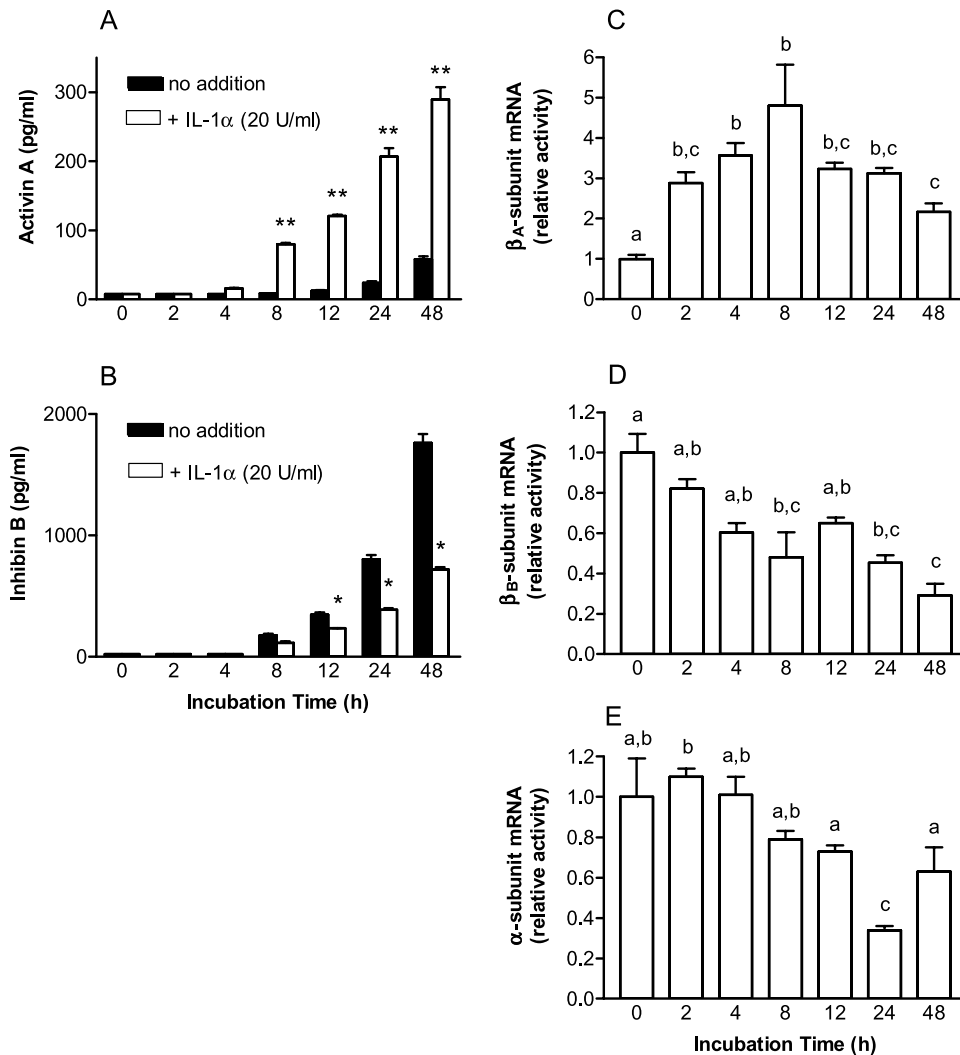 A
Activin A (pg/ml)
300
200
100
0
no addition
+ IL-1α (20 U/ml)
** ** ** **
0 2 4 8 12 24 48
B
Inhibin B (pg/ml)
2000
1000
0
no addition
+ IL-1α (20 U/ml)
* * *
0 2 4 8 12 24 48
Incubation Time (h)
C
βA-subunit mRNA
(relative activity)
6
5
4
3
2
1
0
a b,c b b b,c b,c c
0 2 4 8 12 24 48
D
βB-subunit mRNA
(relative activity)
1.2
1.0
0.8
0.6
0.4
0.2
0.0
a a,b a,b b,c a,b b,c c
0 2 4 8 12 24 48
E
α-subunit mRNA
(relative activity)
1.2
1.0
0.8
0.6
0.4
0.2
0.0
a,b b a,b a,b a c a
0 2 4 8 12 24 48
Incubation Time (h)